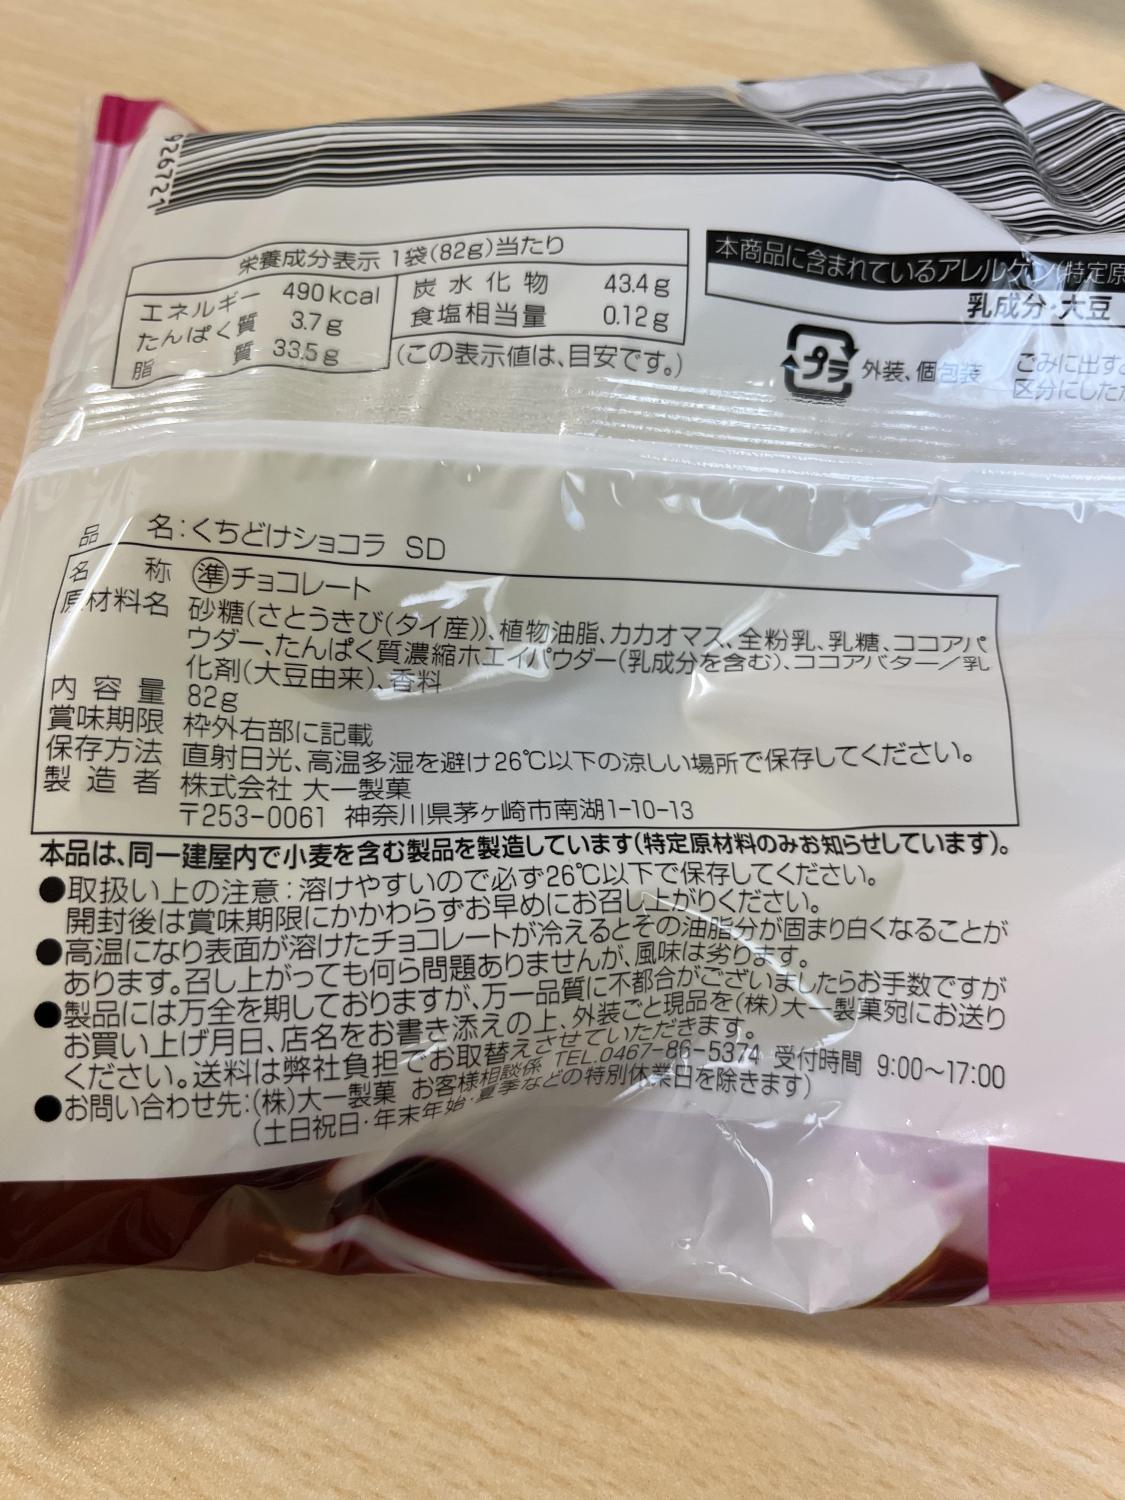 926721
栄養成分表示 1袋(82g)当たり
エネルギー 490kcal 炭水化物 43.4g
たんぱく質 3.7g 食塩相当量 0.12g
脂質 33.5g (この表示値は、目安です。)
本商品に含まれているアレルゲン(特定原
乳成分・大豆
プラ 外装、個包装 ごみに出すと
区分にしたが
品名:くちどけショコラ SD
名称 準チョコレート
原材料名 砂糖(さとうきび(タイ産))、植物油脂、カカオマス、全粉乳、乳糖、ココアパ
ウダー、たんぱく質濃縮ホエイパウダー(乳成分を含む)、ココアバター/乳
化剤(大豆由来)、香料
内容量 82g
賞味期限 枠外右部に記載
保存方法 直射日光、高温多湿を避け26℃以下の涼しい場所で保存してください。
製造者 株式会社 大一製菓
〒253-0061 神奈川県茅ヶ崎市南湖1-10-13
本品は、同一建屋内で小麦を含む製品を製造しています(特定原材料のみお知らせしています)。
●取扱い上の注意:溶けやすいので必ず26℃以下で保存してください。
開封後は賞味期限にかかわらずお早めにお召し上がりください。
●高温になり表面が溶けたチョコレートが冷えるとその油脂分が固まり白くなることが
あります。召し上がっても何ら問題ありませんが、風味は劣ります。
●製品には万全を期しておりますが、万一品質に不都合がございましたらお手数ですが
お買い上げ月日、店名をお書き添えの上、外装ごと現品を(株)大一製菓宛にお送り
ください。送料は弊社負担でお取替えさせていただきます。
●お問い合わせ先:(株)大一製菓 お客様相談係 TEL.0467-86-5374 受付時間 9:00~17:00
(土日祝日・年末年始・夏季などの特別休業日を除きます)